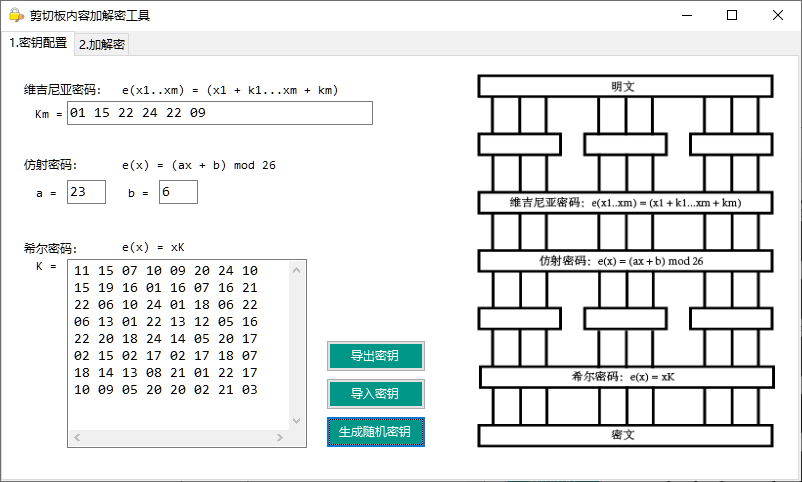 剪切板内容加解密工具
1.密钥配置 2.加解密
维吉尼亚密码: e(x1..xm) = (x1 + k1...xm + km)
Km = 01 15 22 24 22 09
仿射密码: e(x) = (ax + b) mod 26
a = 23 b = 6
希尔密码: e(x) = xK
K =
11 15 07 10 09 20 24 10
15 19 16 01 16 07 16 21
22 06 10 24 01 18 06 22
06 13 01 22 13 12 05 16
22 20 18 24 14 05 20 17
02 15 02 17 02 17 18 07
18 14 13 08 21 01 22 17
10 09 05 20 20 02 21 03
导出密钥
导入密钥
生成随机密钥
明文
维吉尼亚密码：e(x1..xm) = (x1 + k1...xm + km)
仿射密码：e(x) = (ax + b) mod 26
希尔密码：e(x) = xK
密文